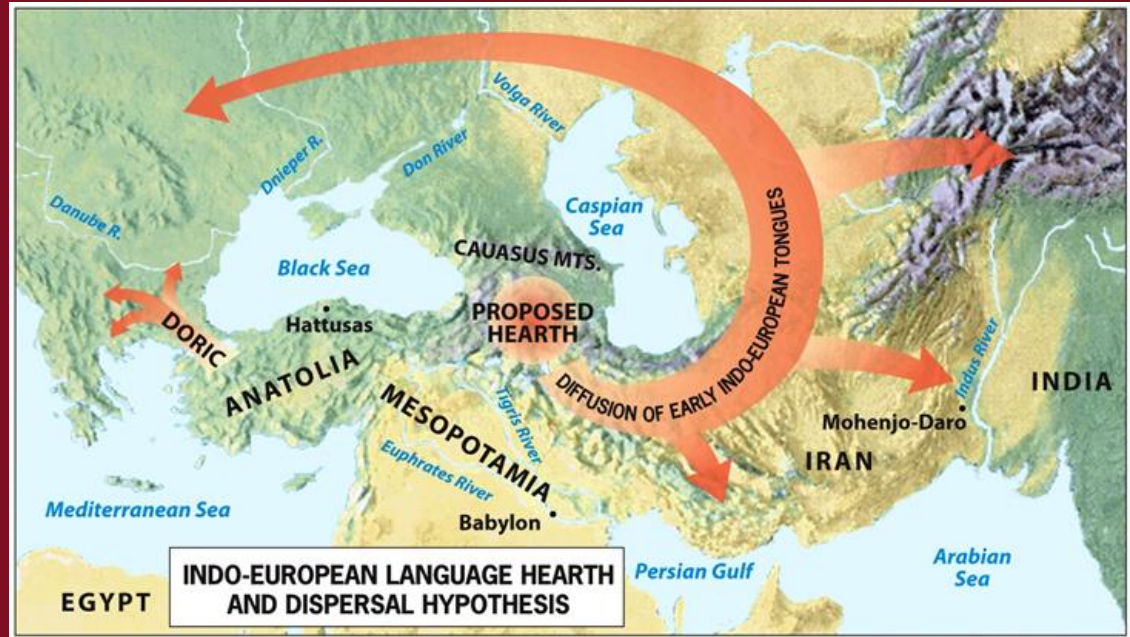 Volga River
Don River
Dnieper R.
Danube R.
Caspian
Sea
CAUASUS MTS.
Black Sea
PROPOSED
HEARTH
Hattusas
DORIC
ANATOLIA
DIFFUSION OF EARLY INDO-EUROPEAN TONGUES
MESOPOTAMIA
Tigris River
Euphrates River
Babylon
Indus River
INDIA
Mohenjo-Daro
IRAN
Mediterranean Sea
EGYPT
INDO-EUROPEAN LANGUAGE HEARTH
AND DISPERSAL HYPOTHESIS
Persian Gulf
Arabian
Sea